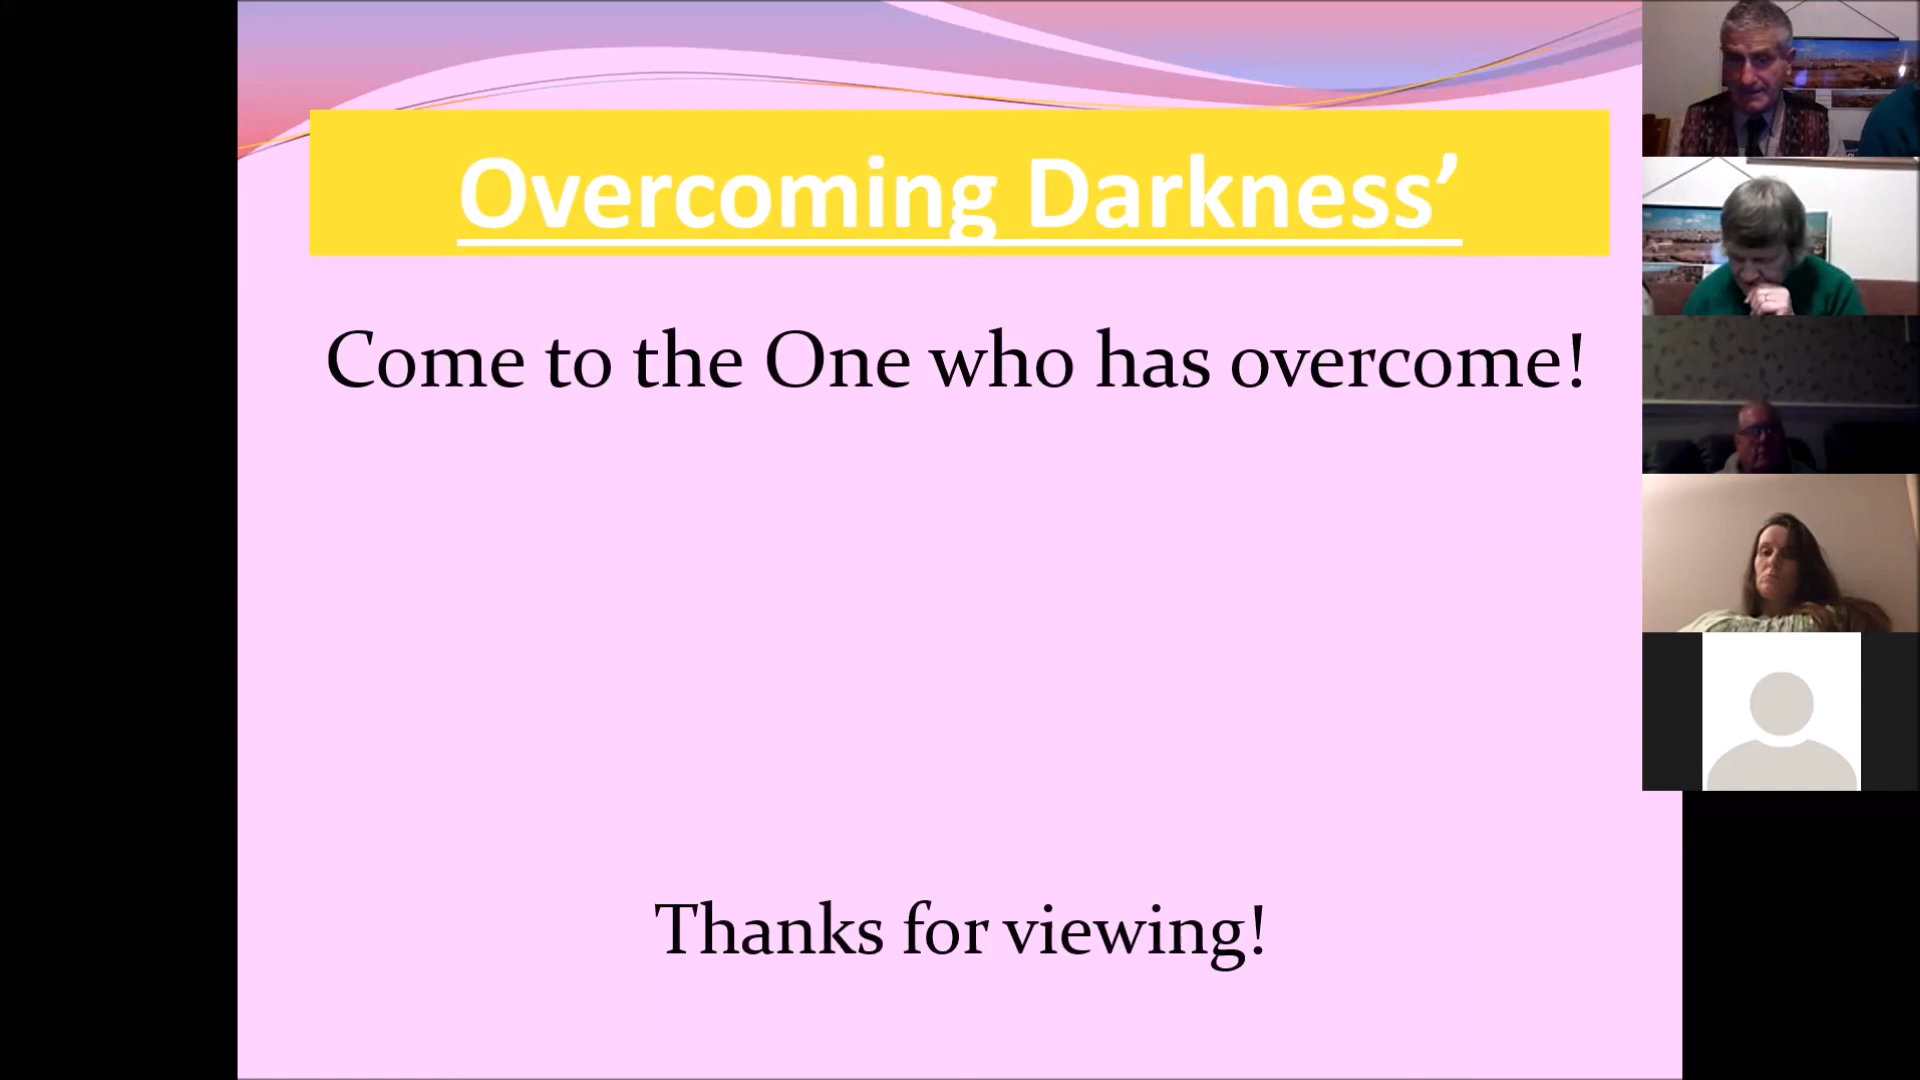 Overcoming Darkness’
Come to the One who has overcome!
Thanks for viewing!